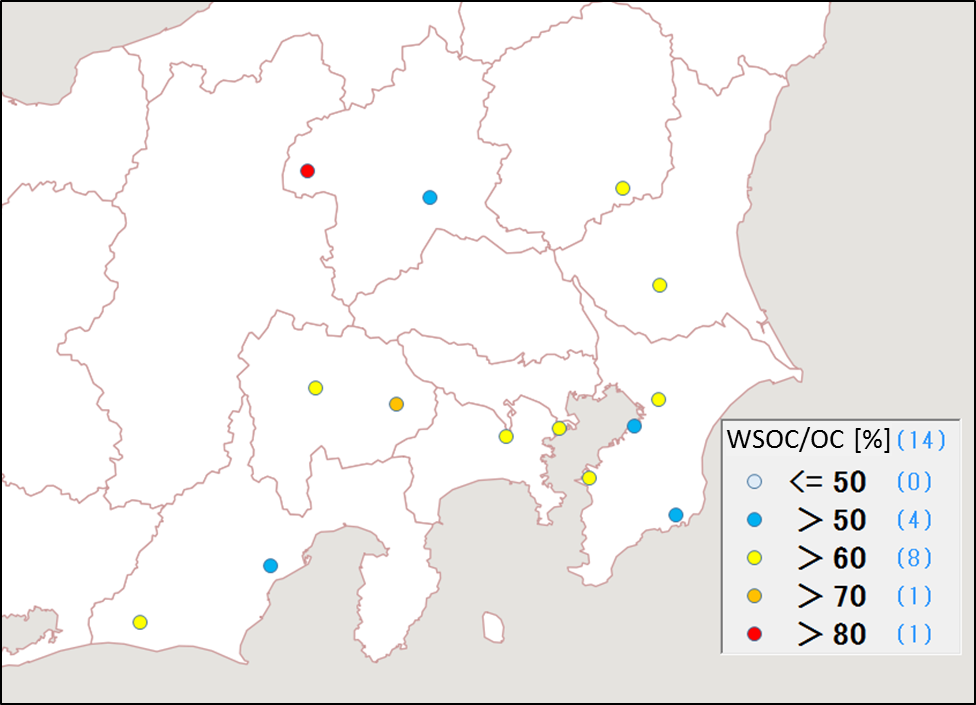 WSOC/OC [%] (14)
<= 50 (0)
> 50 (4)
> 60 (8)
> 70 (1)
> 80 (1)